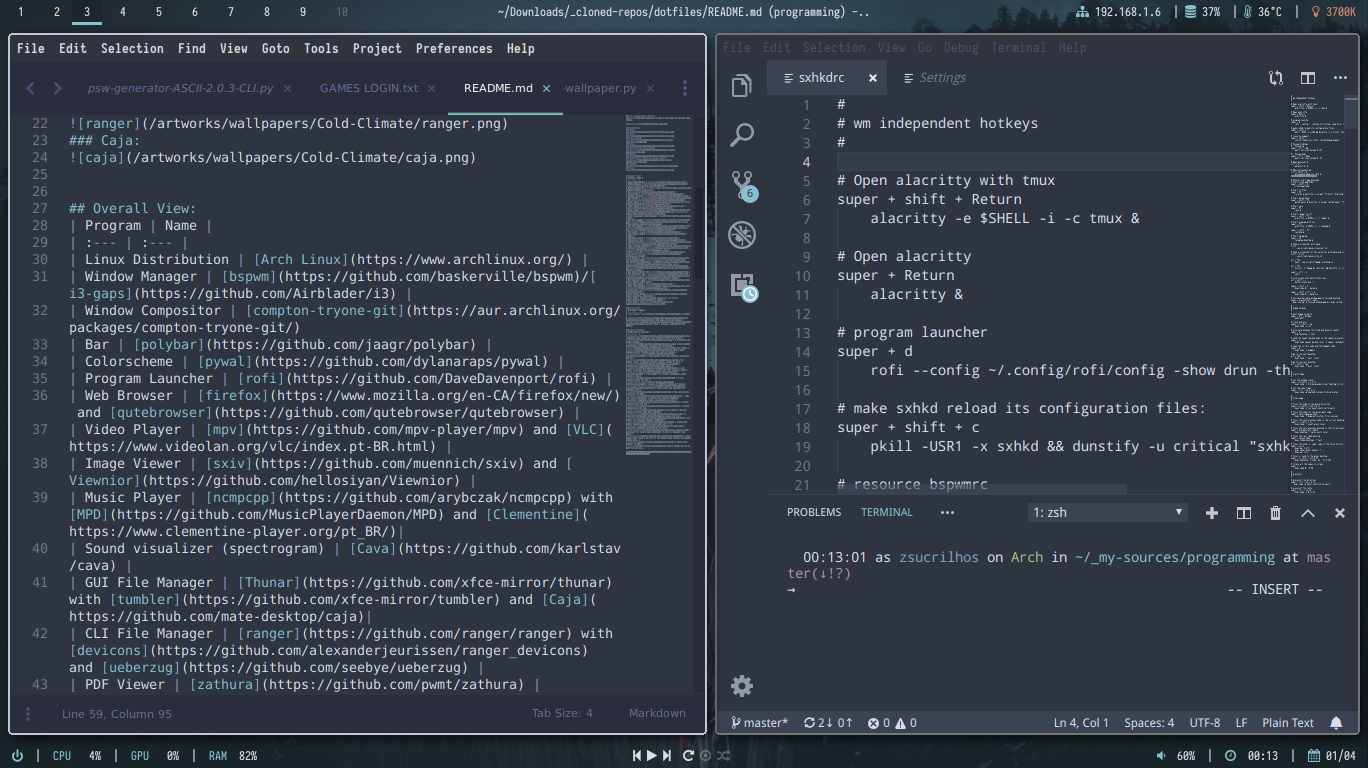 1 2 3 4 5 6 7 8 9 10 ~/Downloads/_cloned-repos/dotfiles/README.md (programming) -.. 192.168.1.6 | 37% | 36°C | 3700K
File Edit Selection Find View Goto Tools Project Preferences Help
psw-generator-ASCII-2.0.3-CLI.py × GAMES LOGIN.txt × README.md × -wallpaper.py ×
22 ![ranger](/artworks/wallpapers/Cold-Climate/ranger.png)
23 ### Caja:
24 ![caja](/artworks/wallpapers/Cold-Climate/caja.png)
25
26
27 ## Overall View:
28 | Program | Name |
29 | :--- | :--- |
30 | Linux Distribution | [Arch Linux](https://www.archlinux.org/) |
31 | Window Manager | [bspwm](https://github.com/baskerville/bspwm)/[
i3-gaps](https://github.com/Airblader/i3) |
32 | Window Compositor | [compton-tryone-git](https://aur.archlinux.org/
packages/compton-tryone-git/)
33 | Bar | [polybar](https://github.com/jaagr/polybar) |
34 | Colorscheme | [pywal](https://github.com/dylanaraps/pywal) |
35 | Program Launcher | [rofi](https://github.com/DaveDavenport/rofi) |
36 | Web Browser | [firefox](https://www.mozilla.org/en-CA/firefox/new/)
and [qutebrowser](https://github.com/qutebrowser/qutebrowser) |
37 | Video Player | [mpv](https://github.com/mpv-player/mpv) and [VLC](
https://www.videolan.org/vlc/index.pt-BR.html) |
38 | Image Viewer | [sxiv](https://github.com/muennich/sxiv) and [
Viewnior](https://github.com/hellosiyan/Viewnior) |
39 | Music Player | [ncmpcpp](https://github.com/arybczak/ncmpcpp) with
[MPD](https://github.com/MusicPlayerDaemon/MPD) and [Clementine](
https://www.clementine-player.org/pt_BR/)|
40 | Sound visualizer (spectrogram) | [Cava](https://github.com/karlstav
/cava) |
41 | GUI File Manager | [Thunar](https://github.com/xfce-mirror/thunar)
with [tumbler](https://github.com/xfce-mirror/tumbler) and [Caja](
https://github.com/mate-desktop/caja)|
42 | CLI File Manager | [ranger](https://github.com/ranger/ranger) with
[devicons](https://github.com/alexanderjeurissen/ranger_devicons)
and [ueberzug](https://github.com/seebye/ueberzug) |
43 | PDF Viewer | [zathura](https://github.com/pwmt/zathura) |
Line 59, Column 95 Tab Size: 4 Markdown
File Edit Selection View Go Debug Terminal Help
sxhkdrc × Settings
6
1 #
2 # wm independent hotkeys
3 #
4
5 # Open alacritty with tmux
6 super + shift + Return
7 alacritty -e $SHELL -i -c tmux &
8
9 # Open alacritty
10 super + Return
11 alacritty &
12
13 # program launcher
14 super + d
15 rofi --config ~/.config/rofi/config -show drun -th
16
17 # make sxhkd reload its configuration files:
18 super + shift + c
19 pkill -USR1 -x sxhkd && dunstify -u critical "sxhk
20
21 # resource bspwmrc
PROBLEMS TERMINAL ··· 1: zsh
00:13:01 as zsucrilhos on Arch in ~/_my-sources/programming at mas
ter(↓!?)
→ -- INSERT --
master* 2↓ 0↑ 0 0 Ln 4, Col 1 Spaces: 4 UTF-8 LF Plain Text
| CPU 4% | GPU 0% | RAM 82% 60% | 00:13 | 01/04